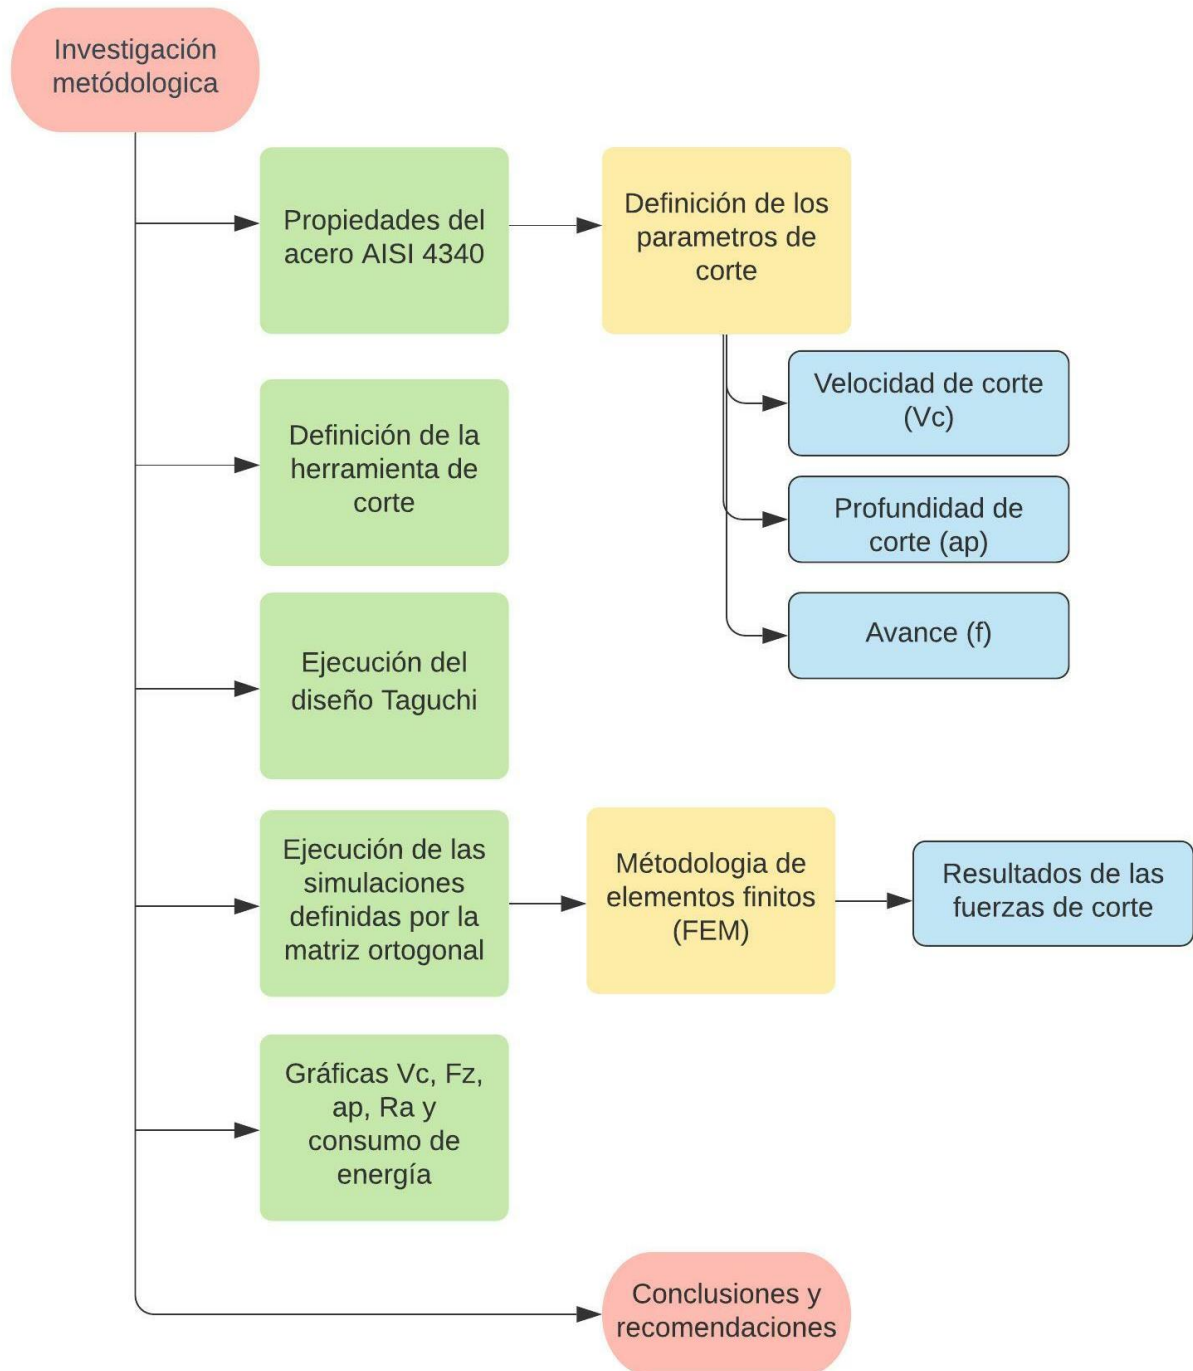 Investigación
metódologica
Propiedades del
acero AISI 4340
Definición de los
parametros de
corte
Velocidad de corte
(Vc)
Profundidad de
corte (ap)
Avance (f)
Definición de la
herramienta de
corte
Ejecución del
diseño Taguchi
Ejecución de las
simulaciones
definidas por la
matriz ortogonal
Métodologia de
elementos finitos
(FEM)
Resultados de las
fuerzas de corte
Gráficas Vc, Fz,
ap, Ra y
consumo de
energía
Conclusiones y
recomendaciones